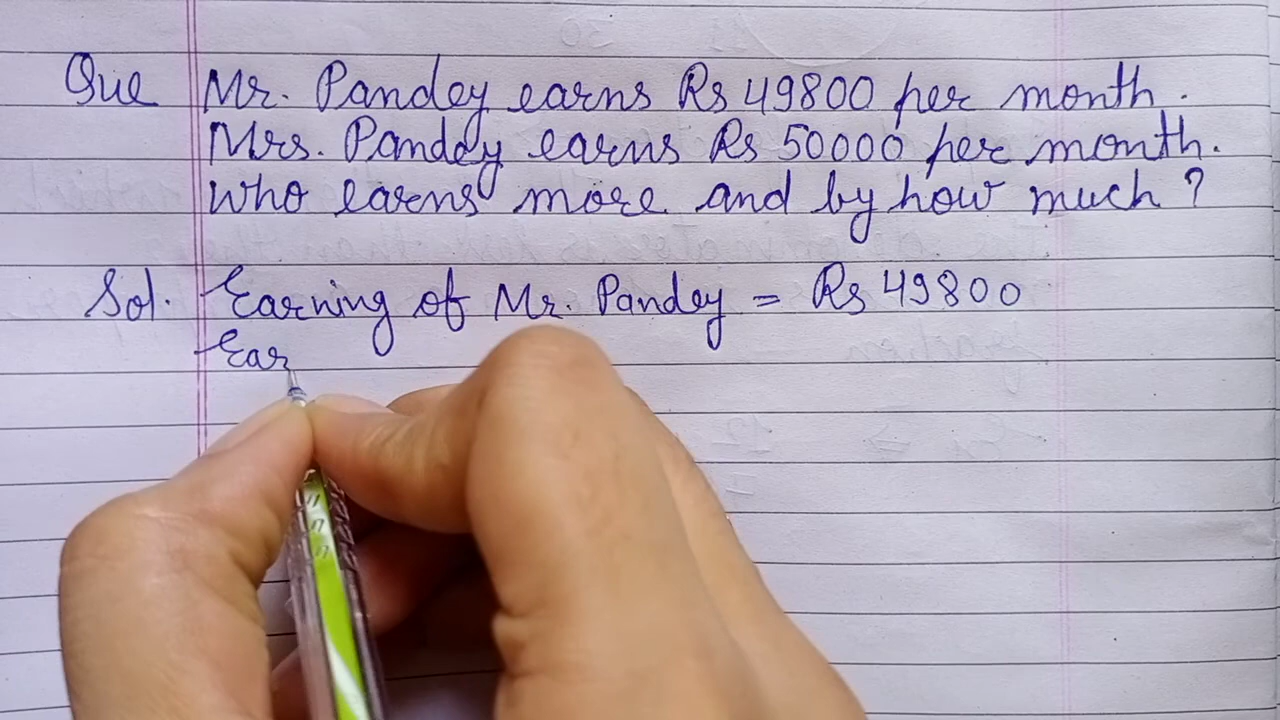 Que Mr. Pandey earns Rs 49800 per month.
Mrs. Pandey earns Rs 50000 per month.
Who earns more and by how much ?
Sol. Earning of Mr. Pandey = Rs 49800
Ear